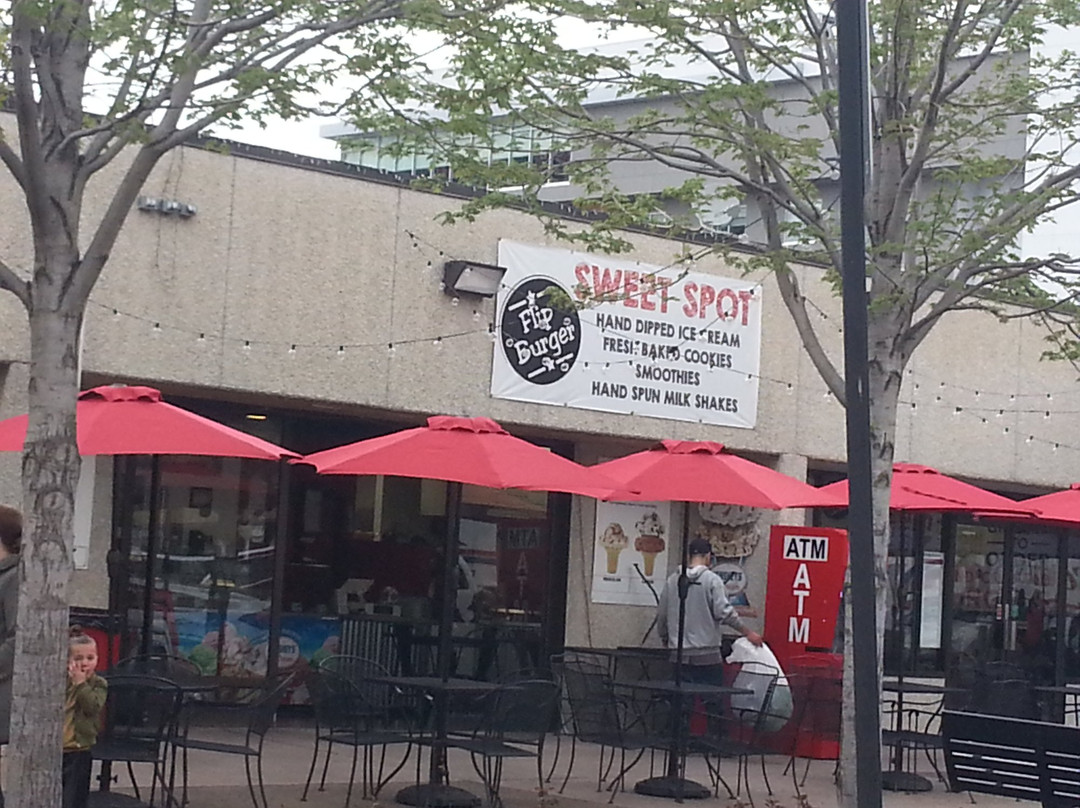 SWEET SPOT
Flip
Burger
HAND DIPPED ICE CREAM
FRESH BAKED COOKIES
SMOOTHIES
HAND SPUN MILK SHAKES
ATM
ATM